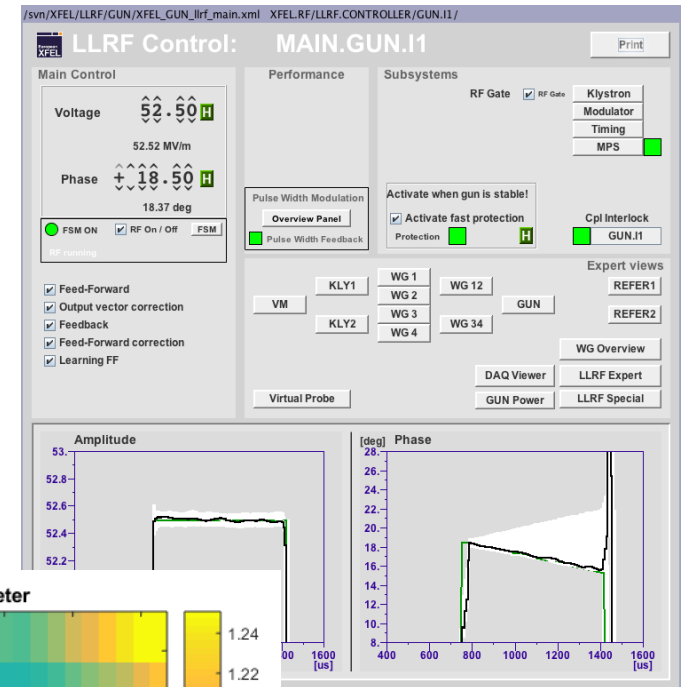 /svn/XFEL/LLRF/GUN/XFEL_GUN_llrf_main.xml XFEL.RF/LLRF.CONTROLLER/GUN.I1/
European XFEL
LLRF Control: MAIN.GUN.I1
Print
Main Control
Voltage 52.50 H
52.52 MV/m
Phase +18.50 H
18.37 deg
FSM ON RF On / Off FSM
RF running
Feed-Forward
Output vector correction
Feedback
Feed-Forward correction
Learning FF
Performance
Pulse Width Modulation
Overview Panel
Pulse Width Feedback
Subsystems
RF Gate RF Gate
Klystron
Modulator
Timing
MPS
Activate when gun is stable!
Activate fast protection
Protection H
Cpl Interlock
GUN.I1
Expert views
VM
KLY1
KLY2
WG 1
WG 2
WG 3
WG 4
WG 12
WG 34
GUN
REFER1
REFER2
WG Overview
DAQ Viewer LLRF Expert
Virtual Probe
GUN Power LLRF Special
Amplitude
53.
52.8
52.6
52.4
52.2
00 1600
[us]
[deg] Phase
28.
26.
24.
22.
20.
18.
16.
14.
12.
10.
8.
400 600 800 1000 1200 1400 1600
[us]
eter
1.24
1.22